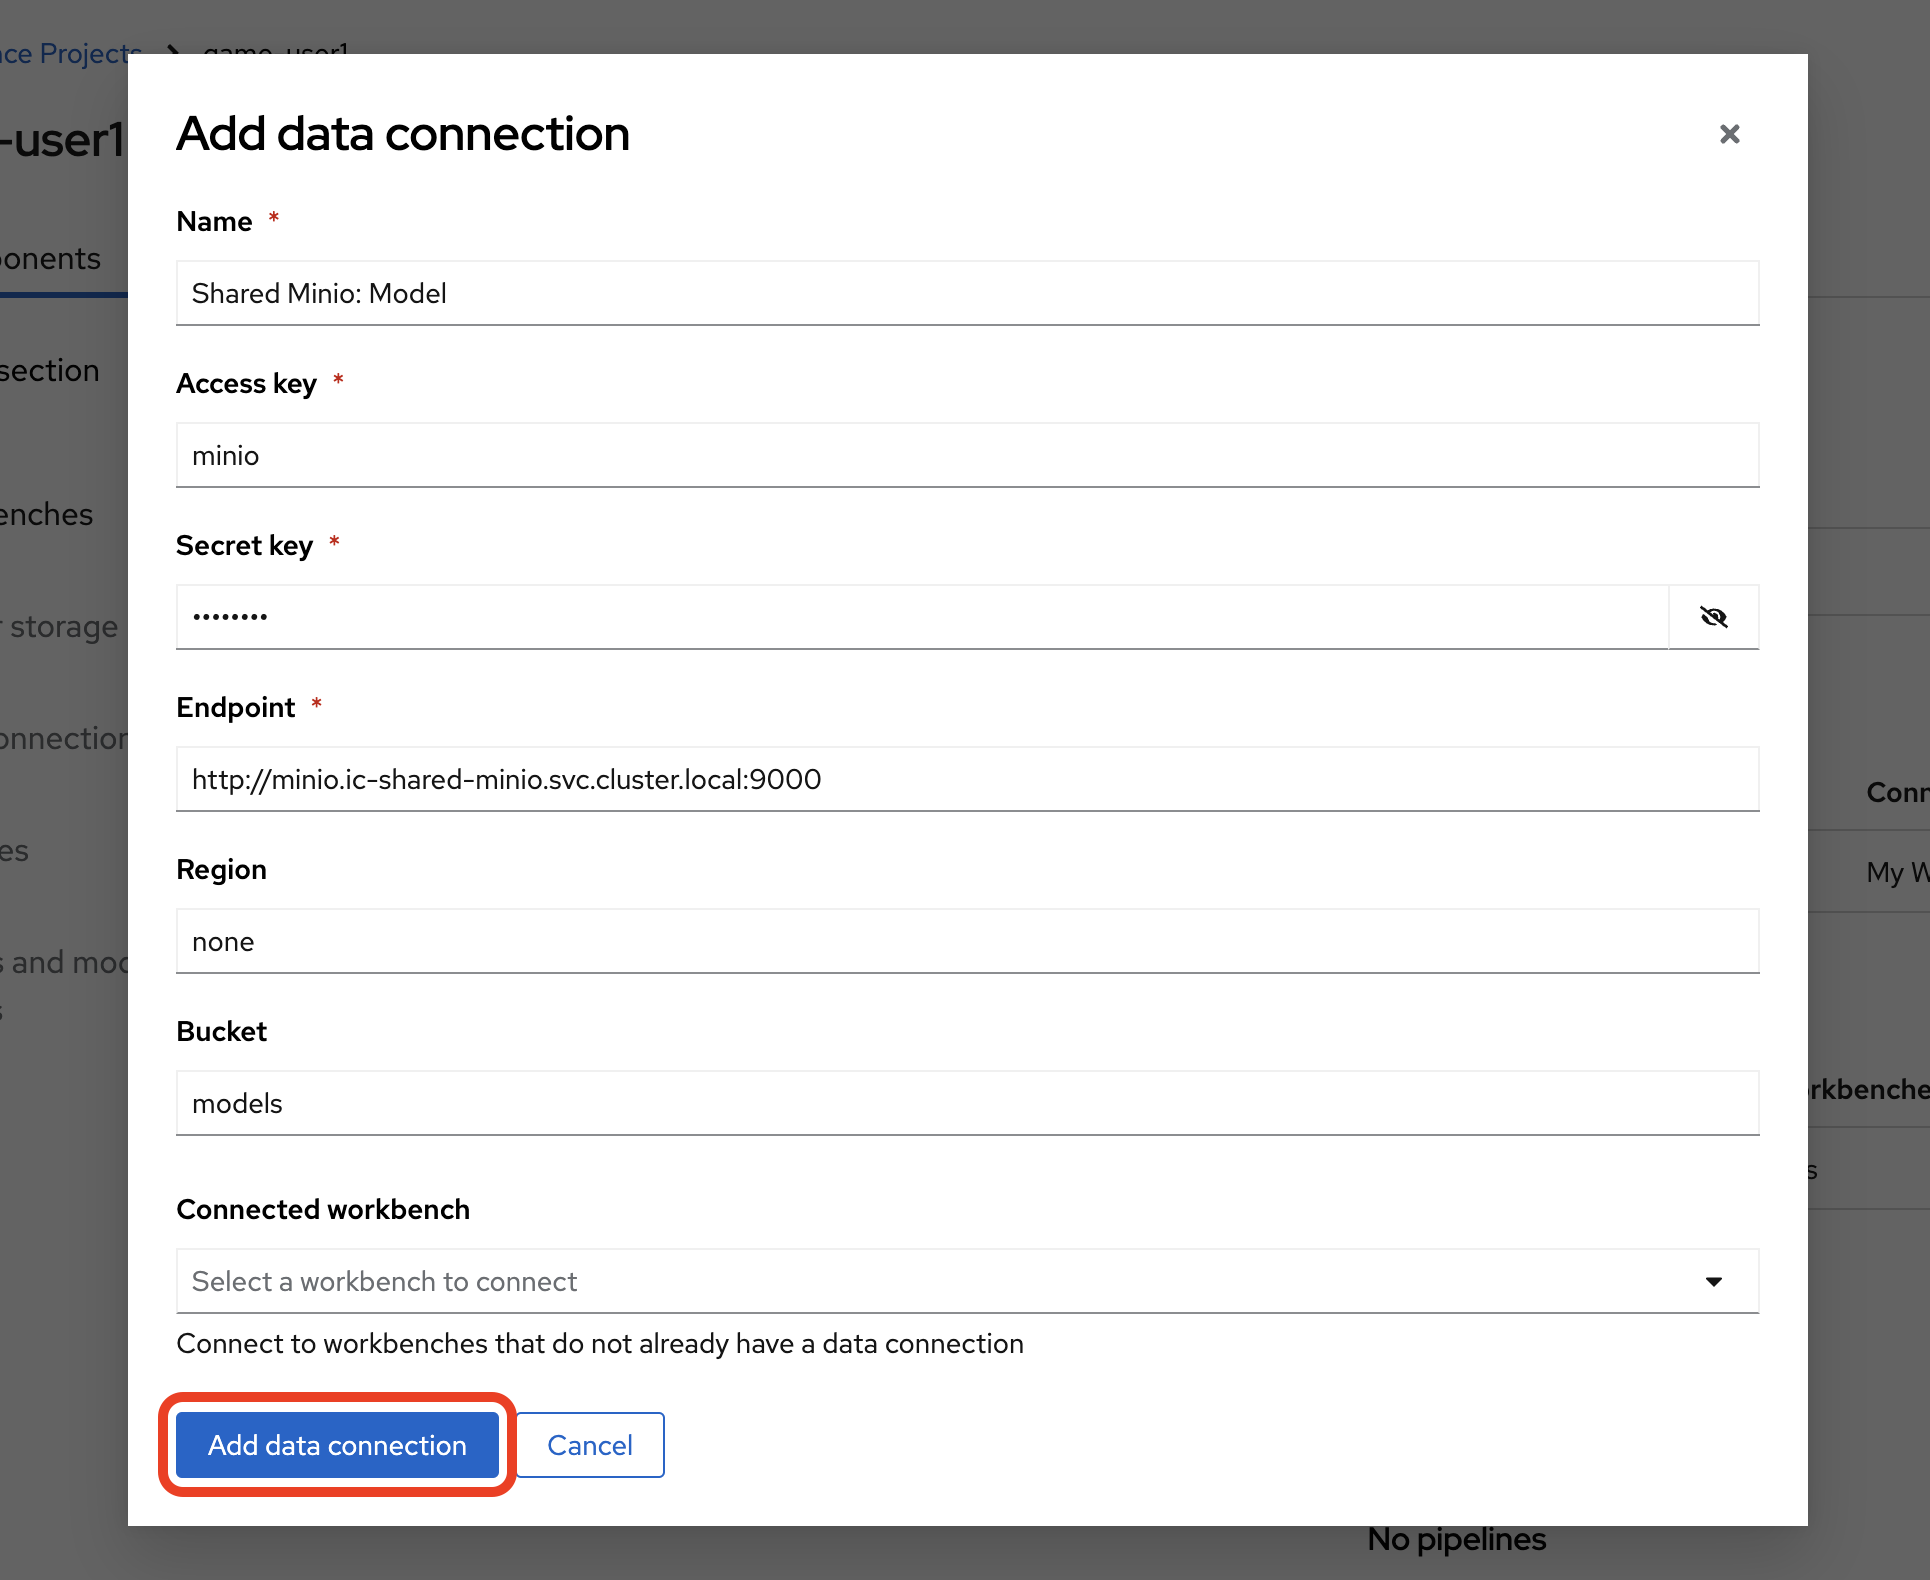 ce Projects > game-user1
-user1
Add data connection
Name *
Shared Minio: Model
onents
section
Access key *
minio
enches
Secret key *
••••••••
storage
Endpoint *
http://minio.ic-shared-minio.svc.cluster.local:9000
onnection
Conn
es
Region
none
My W
s and mod
s
Bucket
models
rkbenche
s
Connected workbench
Select a workbench to connect
Connect to workbenches that do not already have a data connection
Add data connection
Cancel
No pipelines